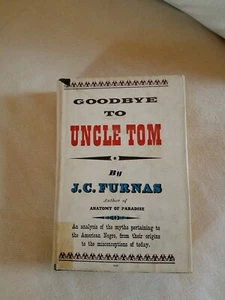 GOODBYE
TO
UNCLE TOM
By
J.C. FURNAS
Author of
ANATOMY OF PARADISE
An analysis of the myths pertaining to
the American Negro, from their origins
to the misconceptions of today.